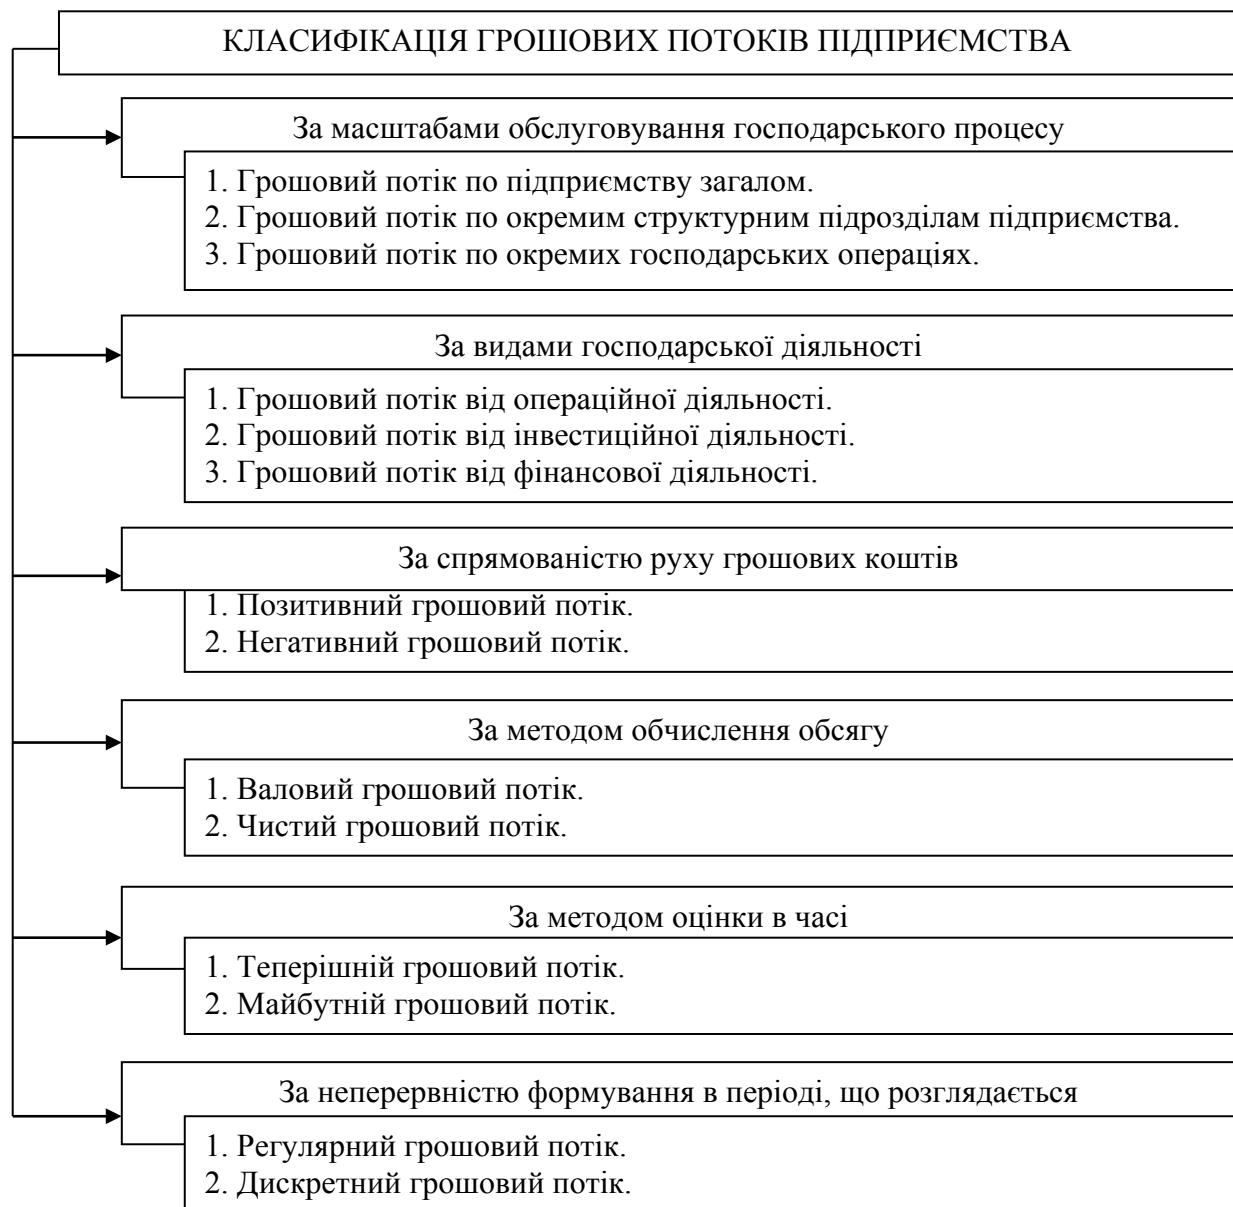 КЛАСИФІКАЦІЯ ГРОШОВИХ ПОТОКІВ ПІДПРИЄМСТВА
За масштабами обслуговування господарського процесу
1. Грошовий потік по підприємству загалом.
2. Грошовий потік по окремим структурним підрозділам підприємства.
3. Грошовий потік по окремих господарських операціях.
За видами господарської діяльності
1. Грошовий потік від операційної діяльності.
2. Грошовий потік від інвестиційної діяльності.
3. Грошовий потік від фінансової діяльності.
За спрямованістю руху грошових коштів
1. Позитивний грошовий потік.
2. Негативний грошовий потік.
За методом обчислення обсягу
1. Валовий грошовий потік.
2. Чистий грошовий потік.
За методом оцінки в часі
1. Теперішній грошовий потік.
2. Майбутній грошовий потік.
За неперервністю формування в періоді, що розглядається
1. Регулярний грошовий потік.
2. Дискретний грошовий потік.